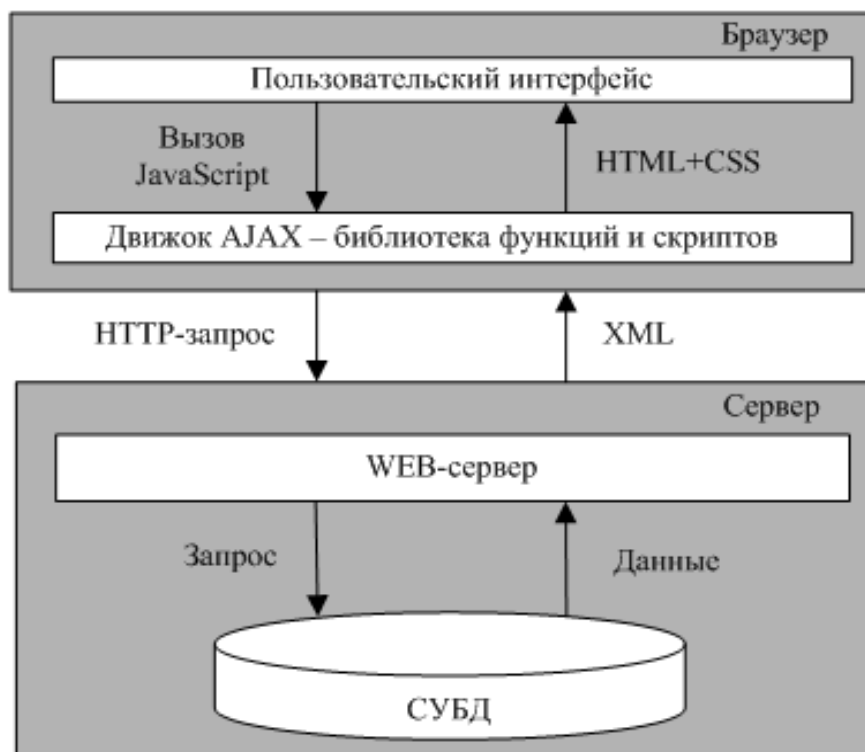 Браузер
Пользовательский интерфейс
Вызов
JavaScript
HTML+CSS
Движок AJAX – библиотека функций и скриптов
HTTP-запрос
XML
Сервер
WEB-сервер
Запрос
Данные
СУБД